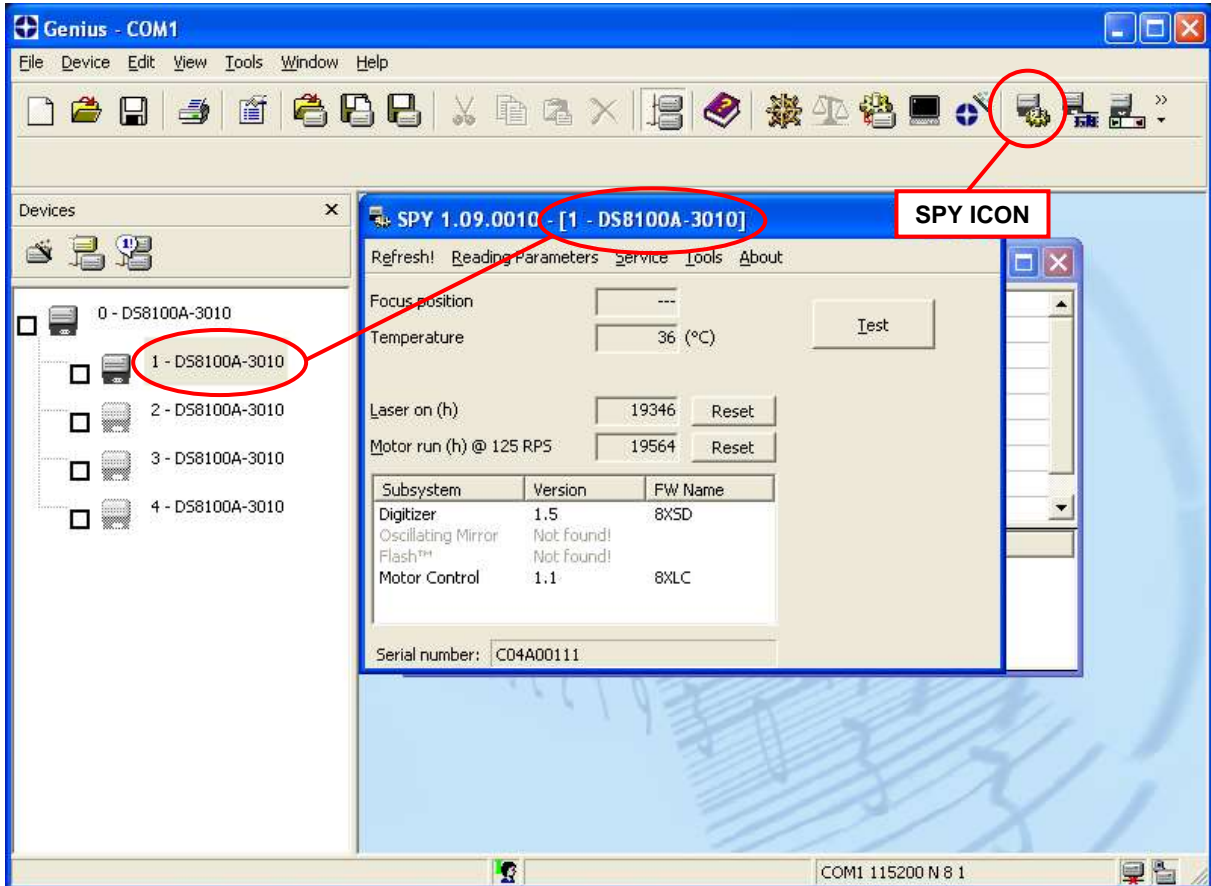 Genius - COM1
File Device Edit View Tools Window Help
SPY ICON
Devices
0 - DS8100A-3010
1 - DS8100A-3010
2 - DS8100A-3010
3 - DS8100A-3010
4 - DS8100A-3010
SPY 1.09.0010 - [1 - DS8100A-3010]
Refresh! Reading Parameters Service Tools About
Focus position ---
Temperature 36 (°C)
Test
Laser on (h) 19346 Reset
Motor run (h) @ 125 RPS 19564 Reset
Subsystem Version FW Name
Digitizer 1.5 8XSD
Oscillating Mirror Not found!
Flash™ Not found!
Motor Control 1.1 8XLC
Serial number: C04A00111
COM1 115200 N 8 1